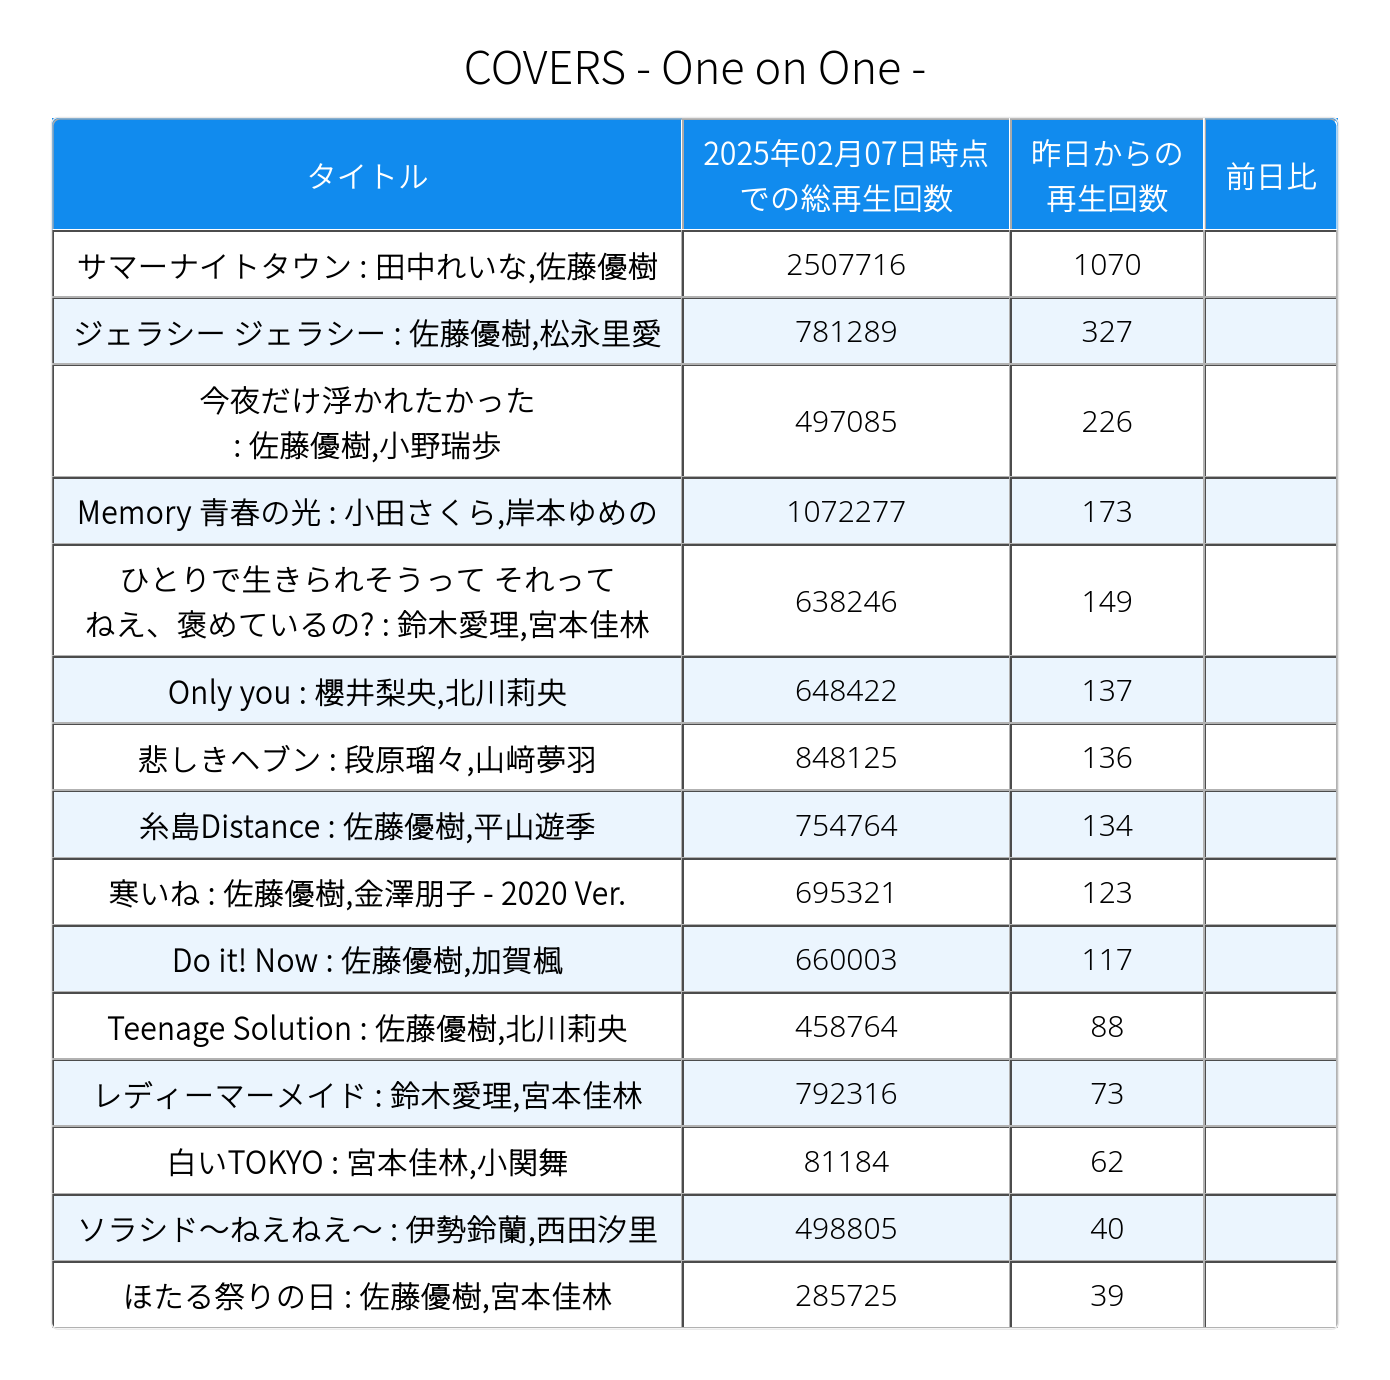 COVERS - One on One -
タイトル
2025年02月07日時点
での総再生回数
昨日からの
再生回数
前日比
サマーナイトタウン : 田中れいな,佐藤優樹
2507716
1070
ジェラシー ジェラシー : 佐藤優樹,松永里愛
781289
327
今夜だけ浮かれたかった
: 佐藤優樹,小野瑞歩
497085
226
Memory 青春の光 : 小田さくら,岸本ゆめの
1072277
173
ひとりで生きられそうって それって
ねえ、褒めているの? : 鈴木愛理,宮本佳林
638246
149
Only you : 櫻井梨央,北川莉央
648422
137
悲しきヘブン : 段原瑠々,山﨑夢羽
848125
136
糸島Distance : 佐藤優樹,平山遊季
754764
134
寒いね : 佐藤優樹,金澤朋子 - 2020 Ver.
695321
123
Do it! Now : 佐藤優樹,加賀楓
660003
117
Teenage Solution : 佐藤優樹,北川莉央
458764
88
レディーマーメイド : 鈴木愛理,宮本佳林
792316
73
白いTOKYO : 宮本佳林,小関舞
81184
62
ソラシド〜ねえねえ〜 : 伊勢鈴蘭,西田汐里
498805
40
ほたる祭りの日 : 佐藤優樹,宮本佳林
285725
39